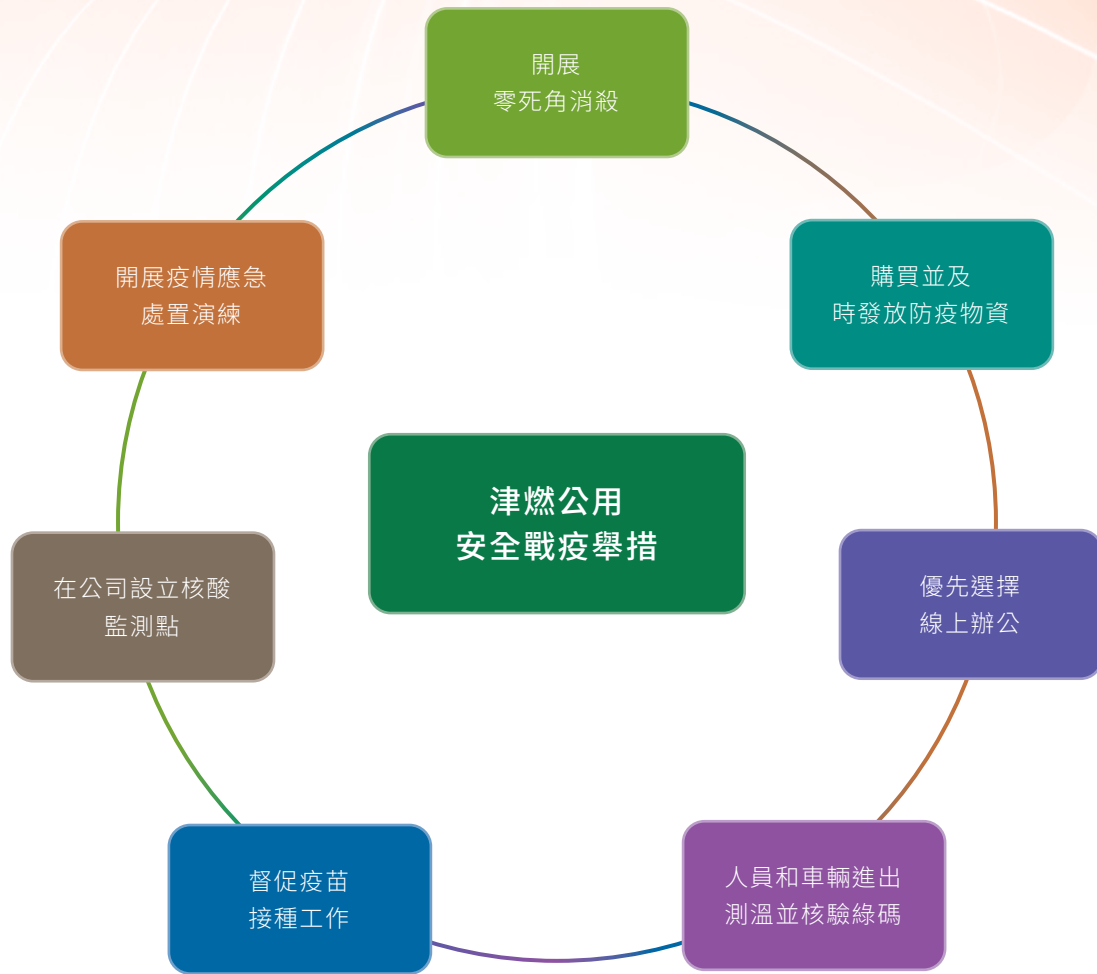 開展
零死角消殺
購買並及
時發放防疫物資
優先選擇
線上辦公
人員和車輛進出
測溫並核驗綠碼
督促疫苗
接種工作
在公司設立核酸
監測點
開展疫情應急
處置演練
津燃公用
安全戰疫舉措